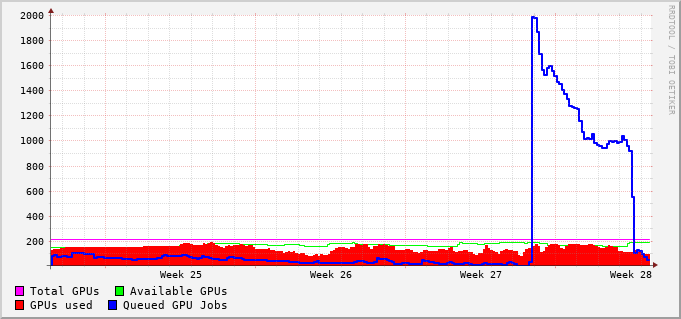 2000
1800
1600
1400
1200
1000
800
600
400
200
Week 25 Week 26 Week 27 Week 28
Total GPUs Available GPUs
GPUs used Queued GPU Jobs
RRDTOOL / TOBI OETIKER